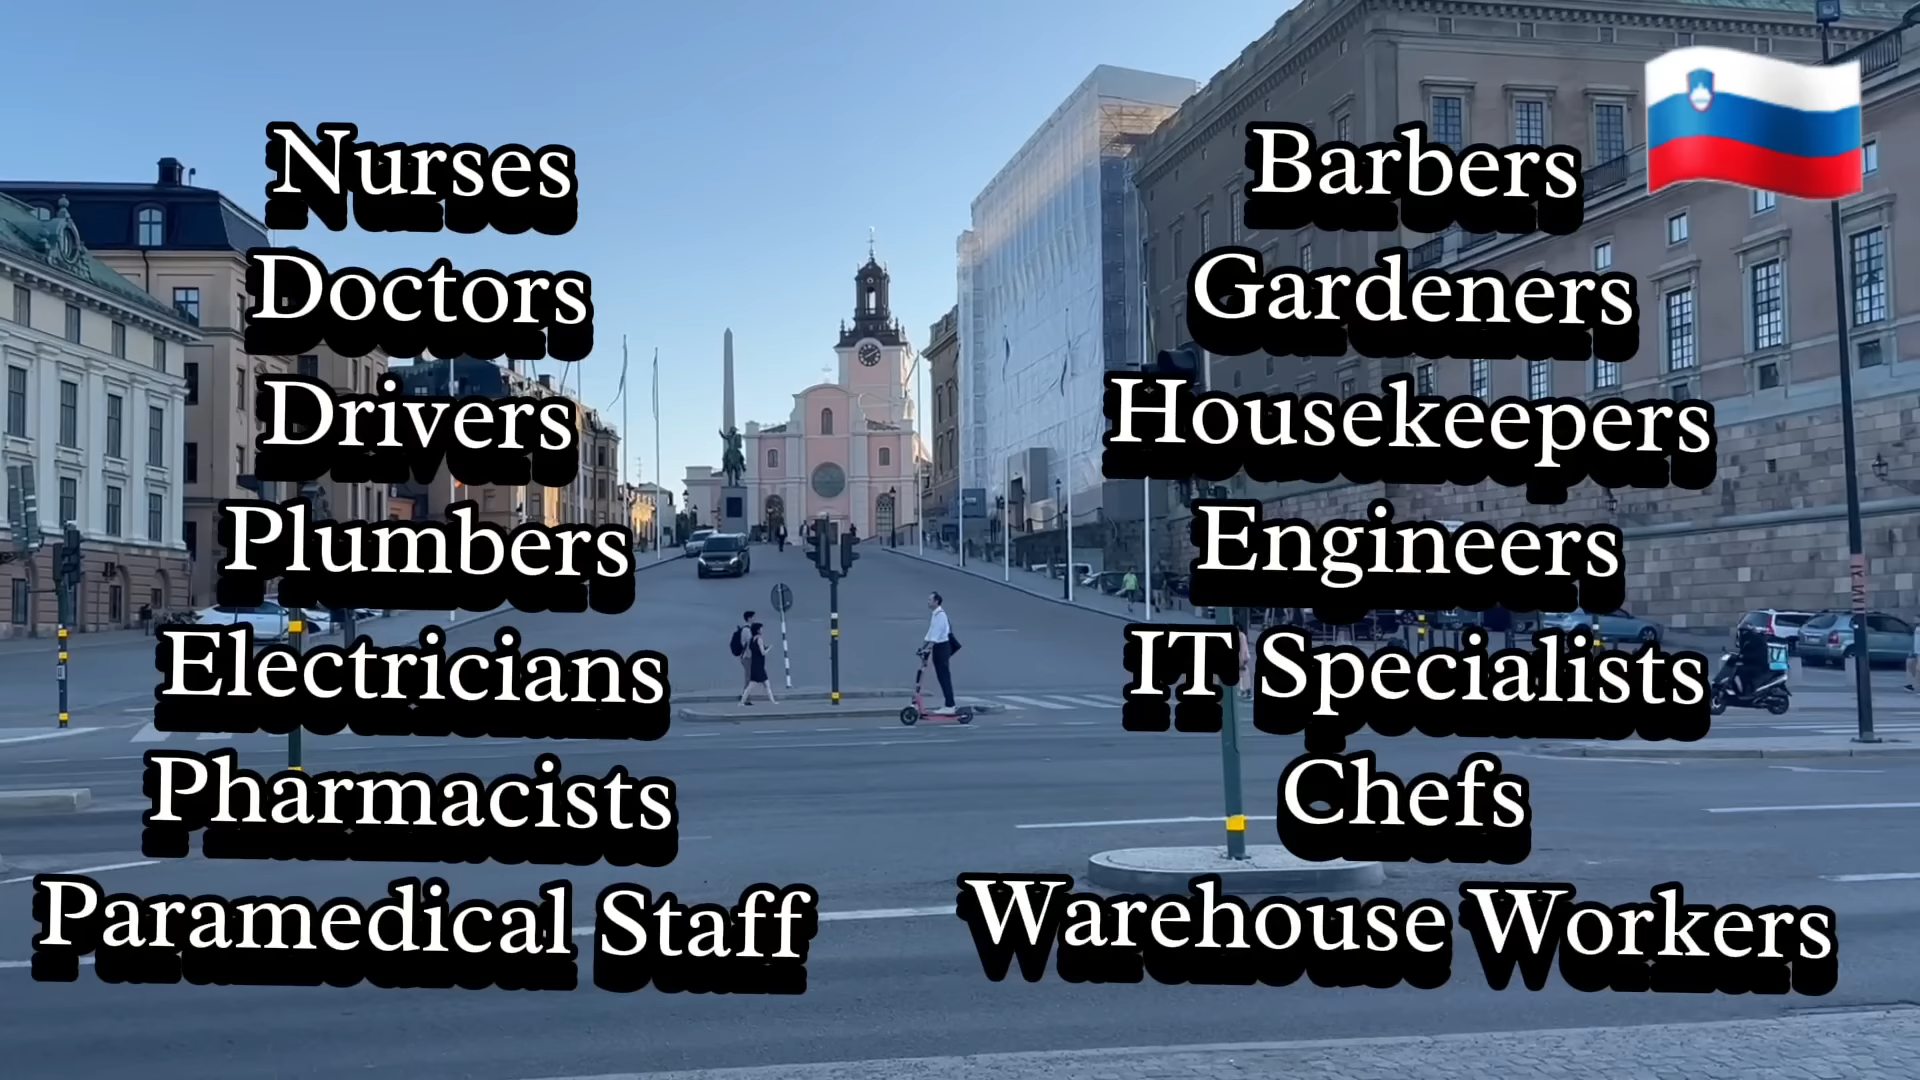 Nurses
Doctors
Drivers
Plumbers
Electricians
Pharmacists
Paramedical Staff
Barbers
Gardeners
Housekeepers
Engineers
IT Specialists
Chefs
Warehouse Workers